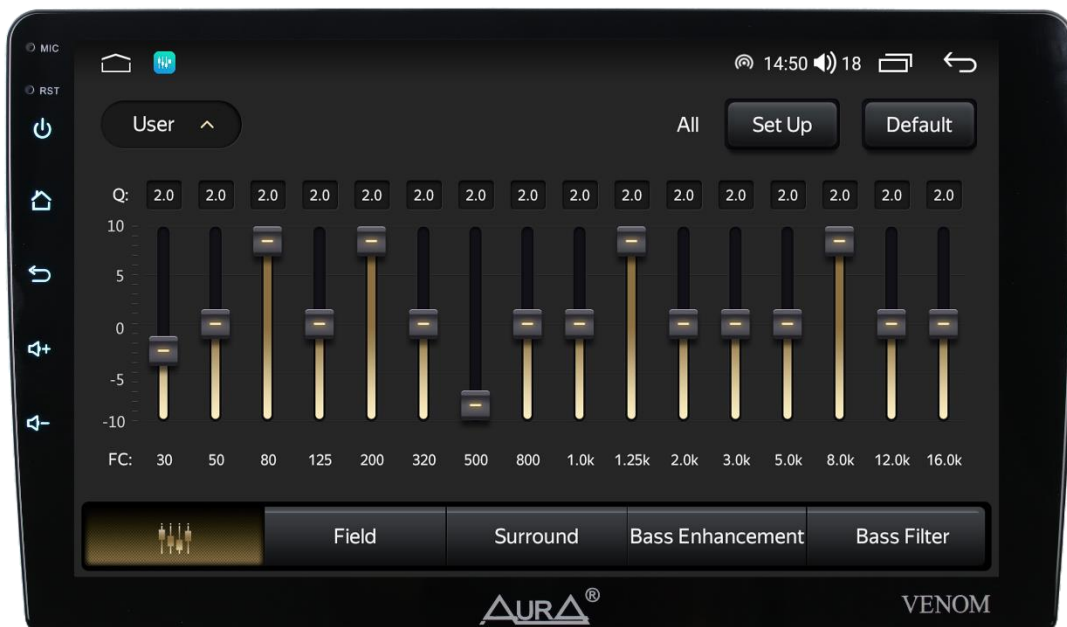 MIC
14:50 18
RST
User All Set Up Default
Q: 2.0 2.0 2.0 2.0 2.0 2.0 2.0 2.0 2.0 2.0 2.0 2.0 2.0 2.0 2.0 2.0
10
5
0
-5
-10
FC: 30 50 80 125 200 320 500 800 1.0k 1.25k 2.0k 3.0k 5.0k 8.0k 12.0k 16.0k
Field Surround Bass Enhancement Bass Filter
AURA® VENOM